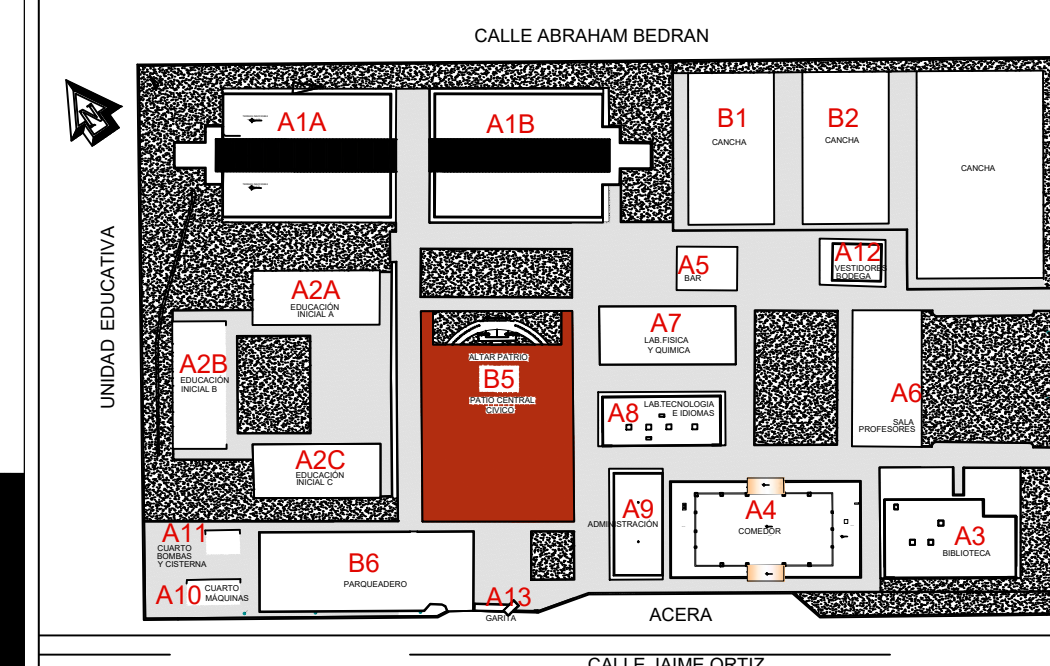 CALLE ABRAHAM BEDRAN
N
UNIDAD EDUCATIVA
A1A
A1B
B1
CANCHA
B2
CANCHA
CANCHA
A5
BAR
A12
VESTIDORES
BODEGA
A2A
EDUCACIÓN
INICIAL A
A2B
EDUCACIÓN
INICIAL B
A2C
EDUCACIÓN
INICIAL C
ALTAR PATRIO
B5
PATIO CENTRAL
CIVICO
A7
LAB.FISICA
Y QUIMICA
A8
LAB.TECNOLOGIA
E IDIOMAS
A6
SALA
PROFESORES
A9
ADMINISTRACIÓN
A4
COMEDOR
A3
BIBLIOTECA
A11
CUARTO
BOMBAS
Y CISTERNA
A10
CUARTO
MÁQUINAS
B6
PARQUEADERO
A13
GARITA
ACERA
CALLE JAIME ORTIZ